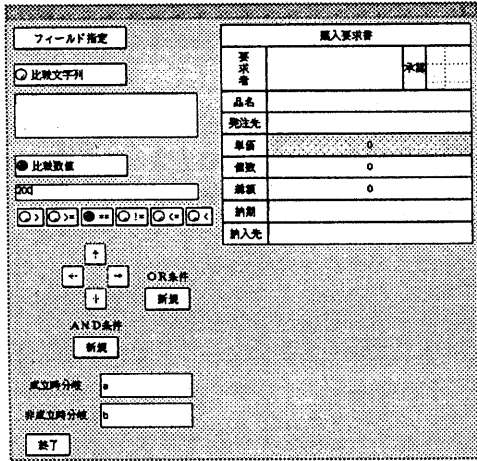 フィールド指定
比較文字列
比較数値
200
> >= == != <= <
↑
← →
↓
OR条件
新規
AND条件
新規
成立時分岐 a
非成立時分岐 b
終了
購入要求書
要求者 承認
品名
発注先
単価 0
個数 0
総額 0
納期
納入先